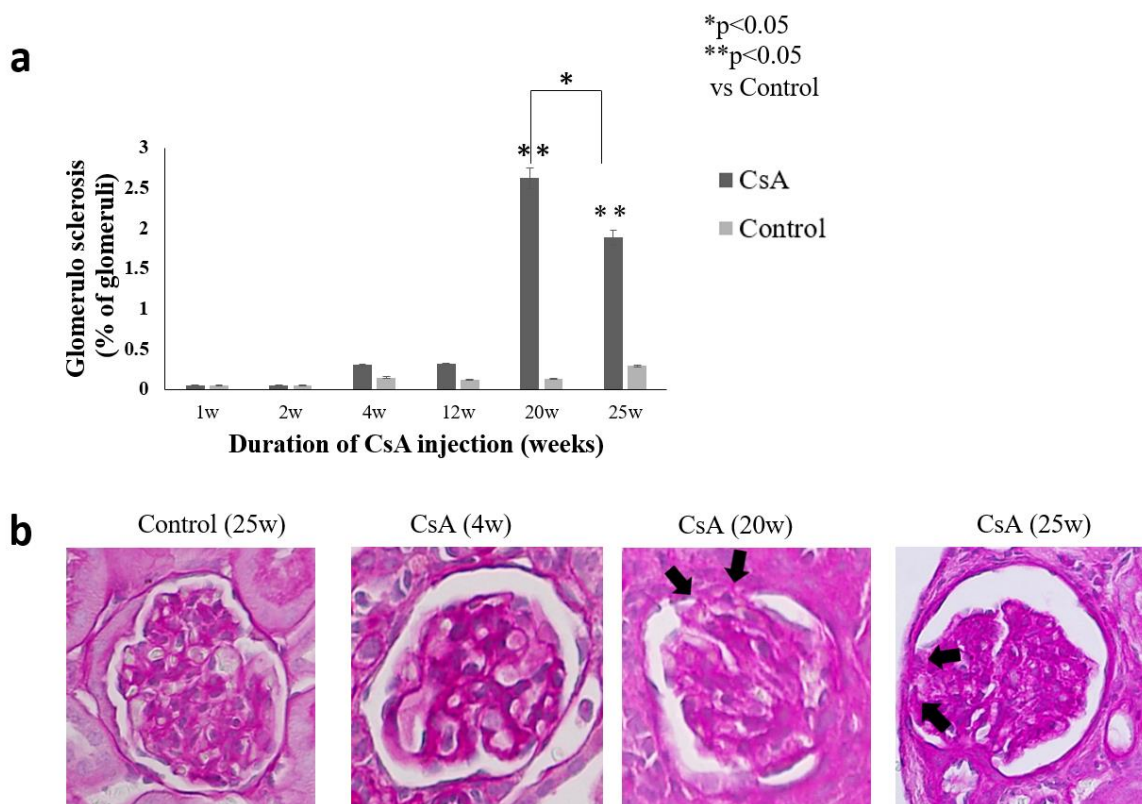 a
*p<0.05
**p<0.05
vs Control
*
3
2.5
2
1.5
1
0.5
0
**
**
CsA
Control
Glomerulo sclerosis
(% of glomeruli)
1w 2w 4w 12w 20w 25w
Duration of CsA injection (weeks)
b
Control (25w) CsA (4w) CsA (20w) CsA (25w)